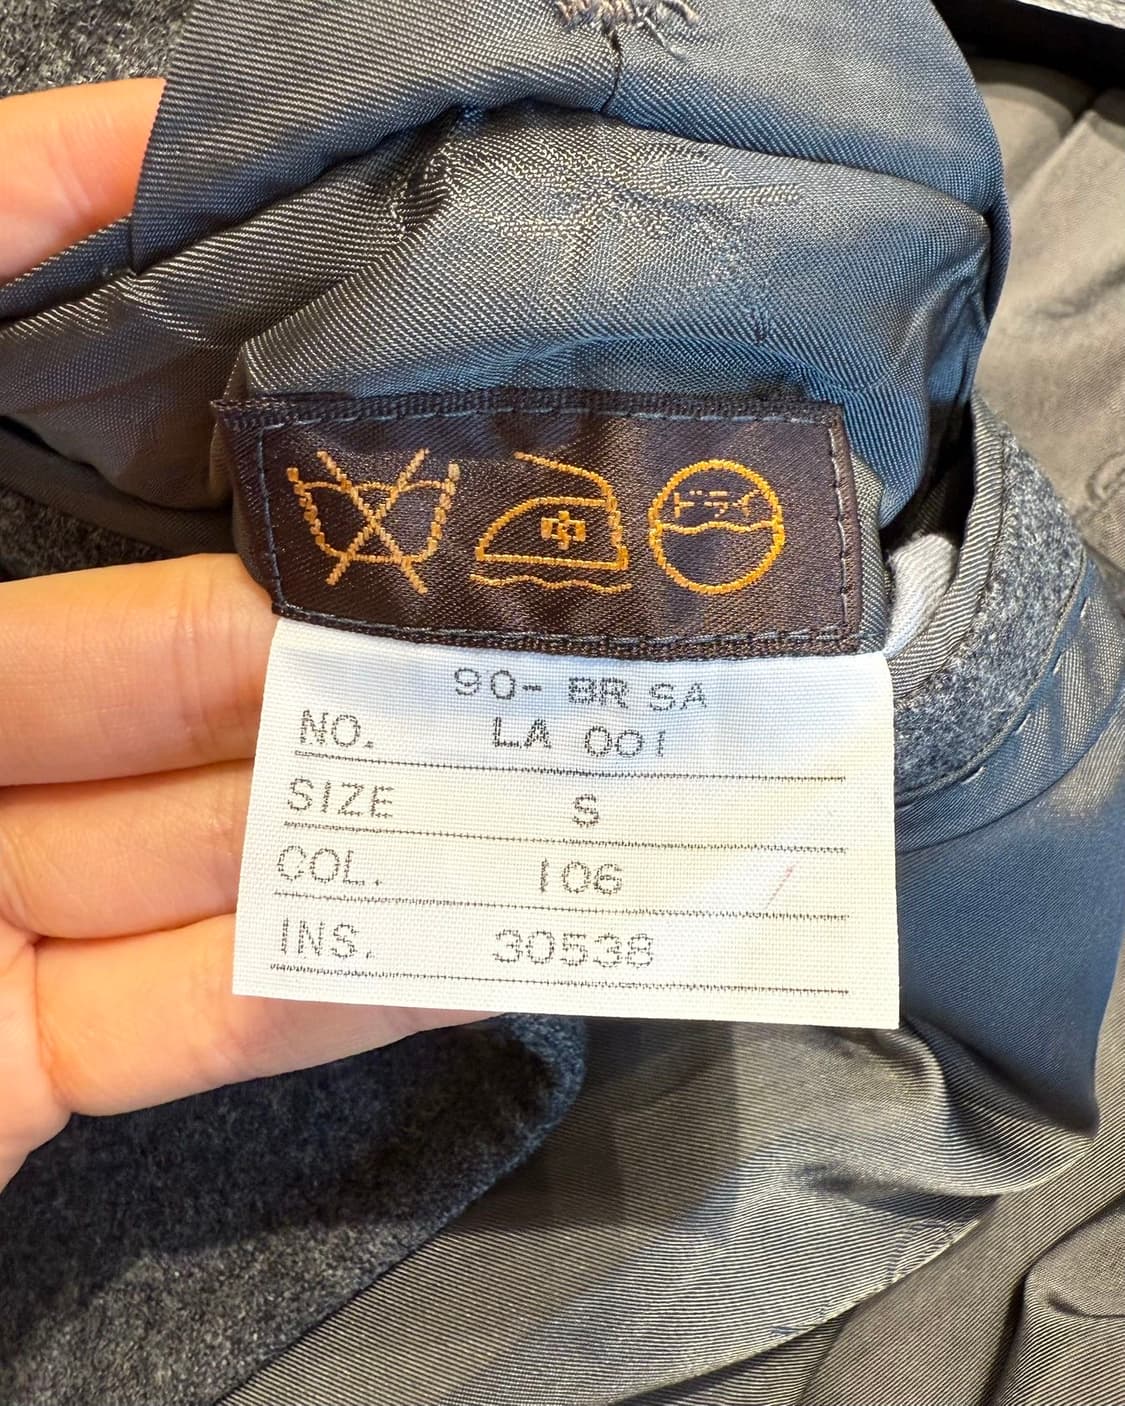 中
ドライ
90- BR SA
NO. LA 001
SIZE S
COL. 106
INS. 30538